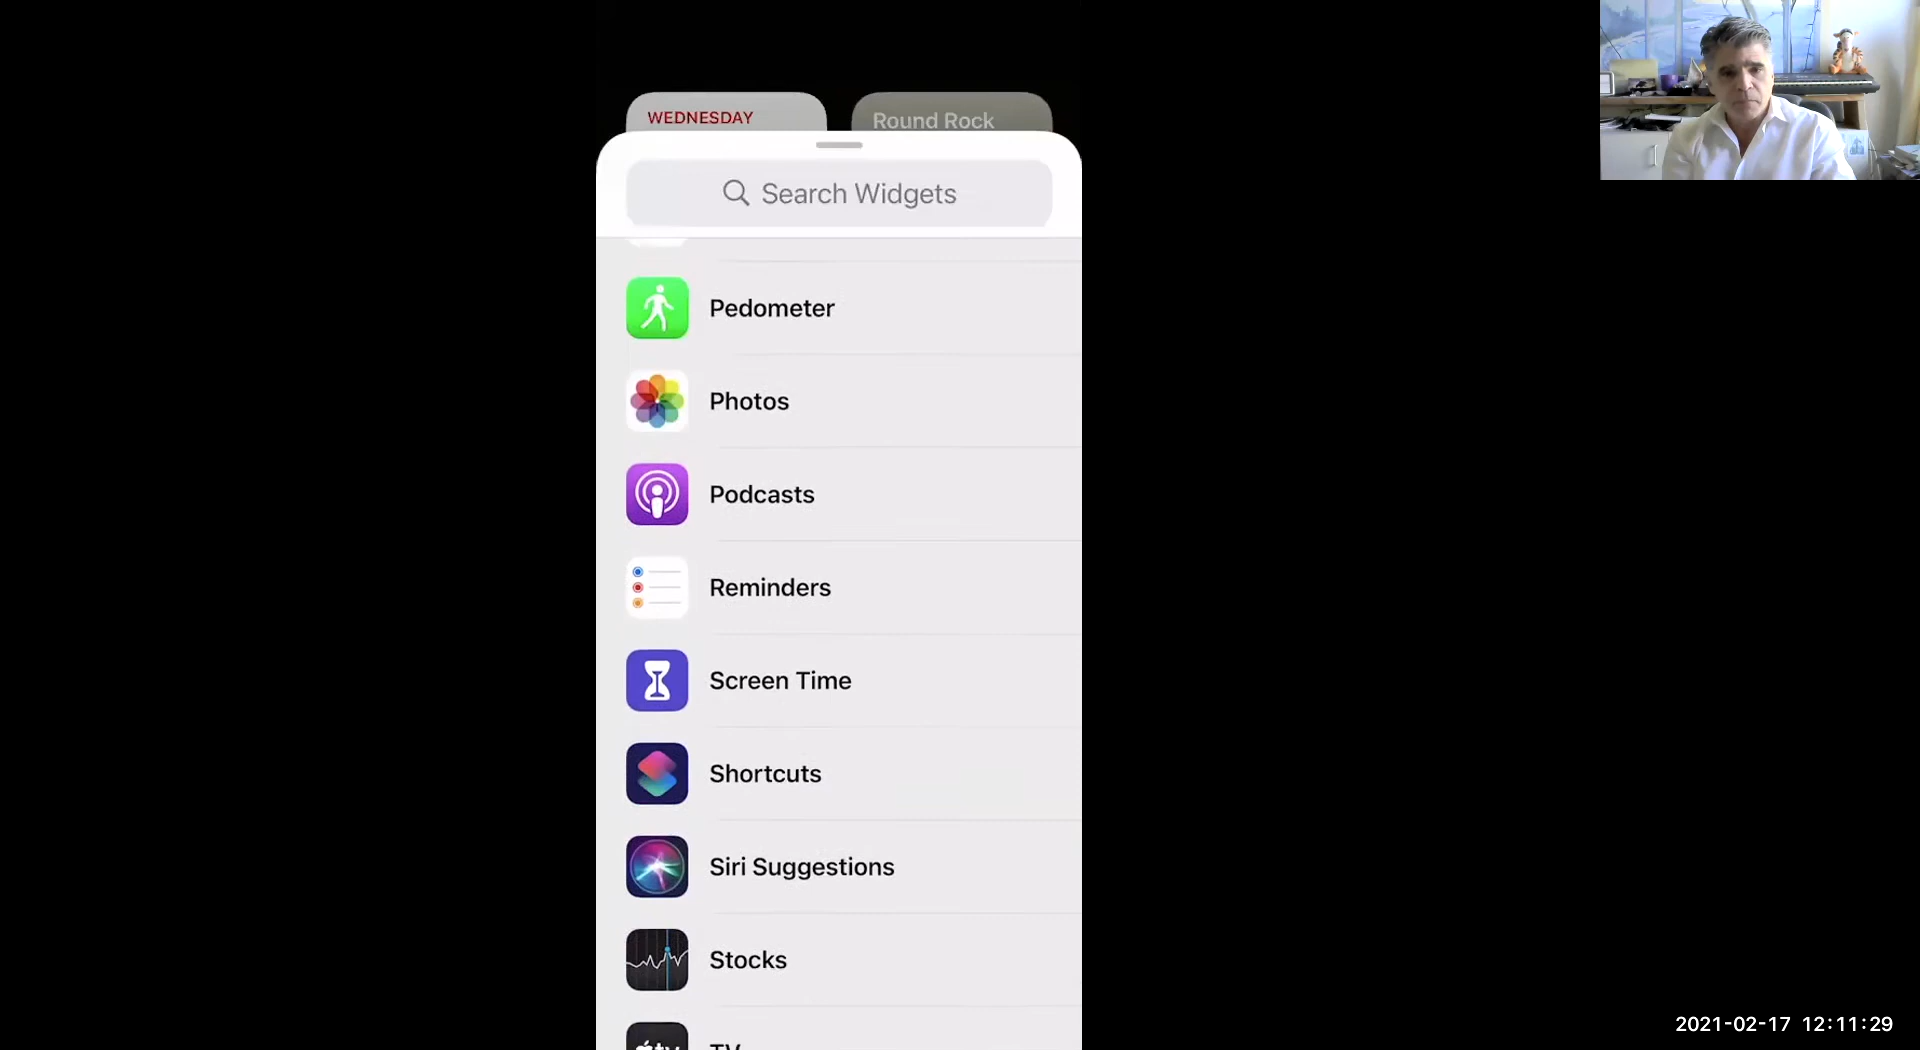 WEDNESDAY
Round Rock
Search Widgets
Pedometer
Photos
Podcasts
Reminders
Screen Time
Shortcuts
Siri Suggestions
Stocks
TV
2021-02-17 12:11:29